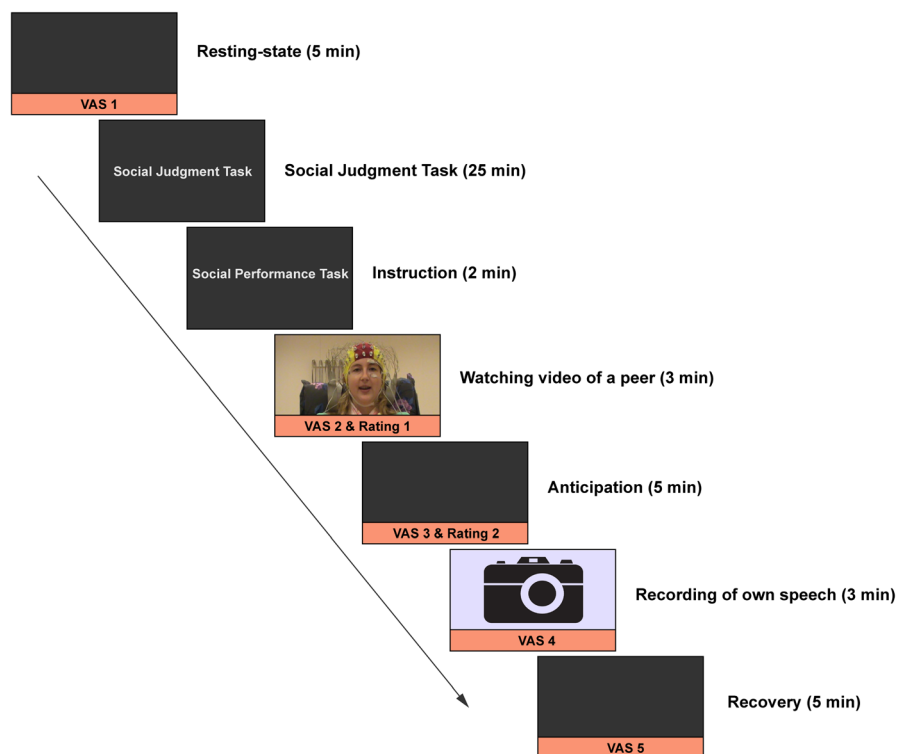 Resting-state (5 min)
VAS 1
Social Judgment Task
Social Judgment Task (25 min)
Social Performance Task
Instruction (2 min)
Watching video of a peer (3 min)
VAS 2 & Rating 1
Anticipation (5 min)
VAS 3 & Rating 2
Recording of own speech (3 min)
VAS 4
Recovery (5 min)
VAS 5